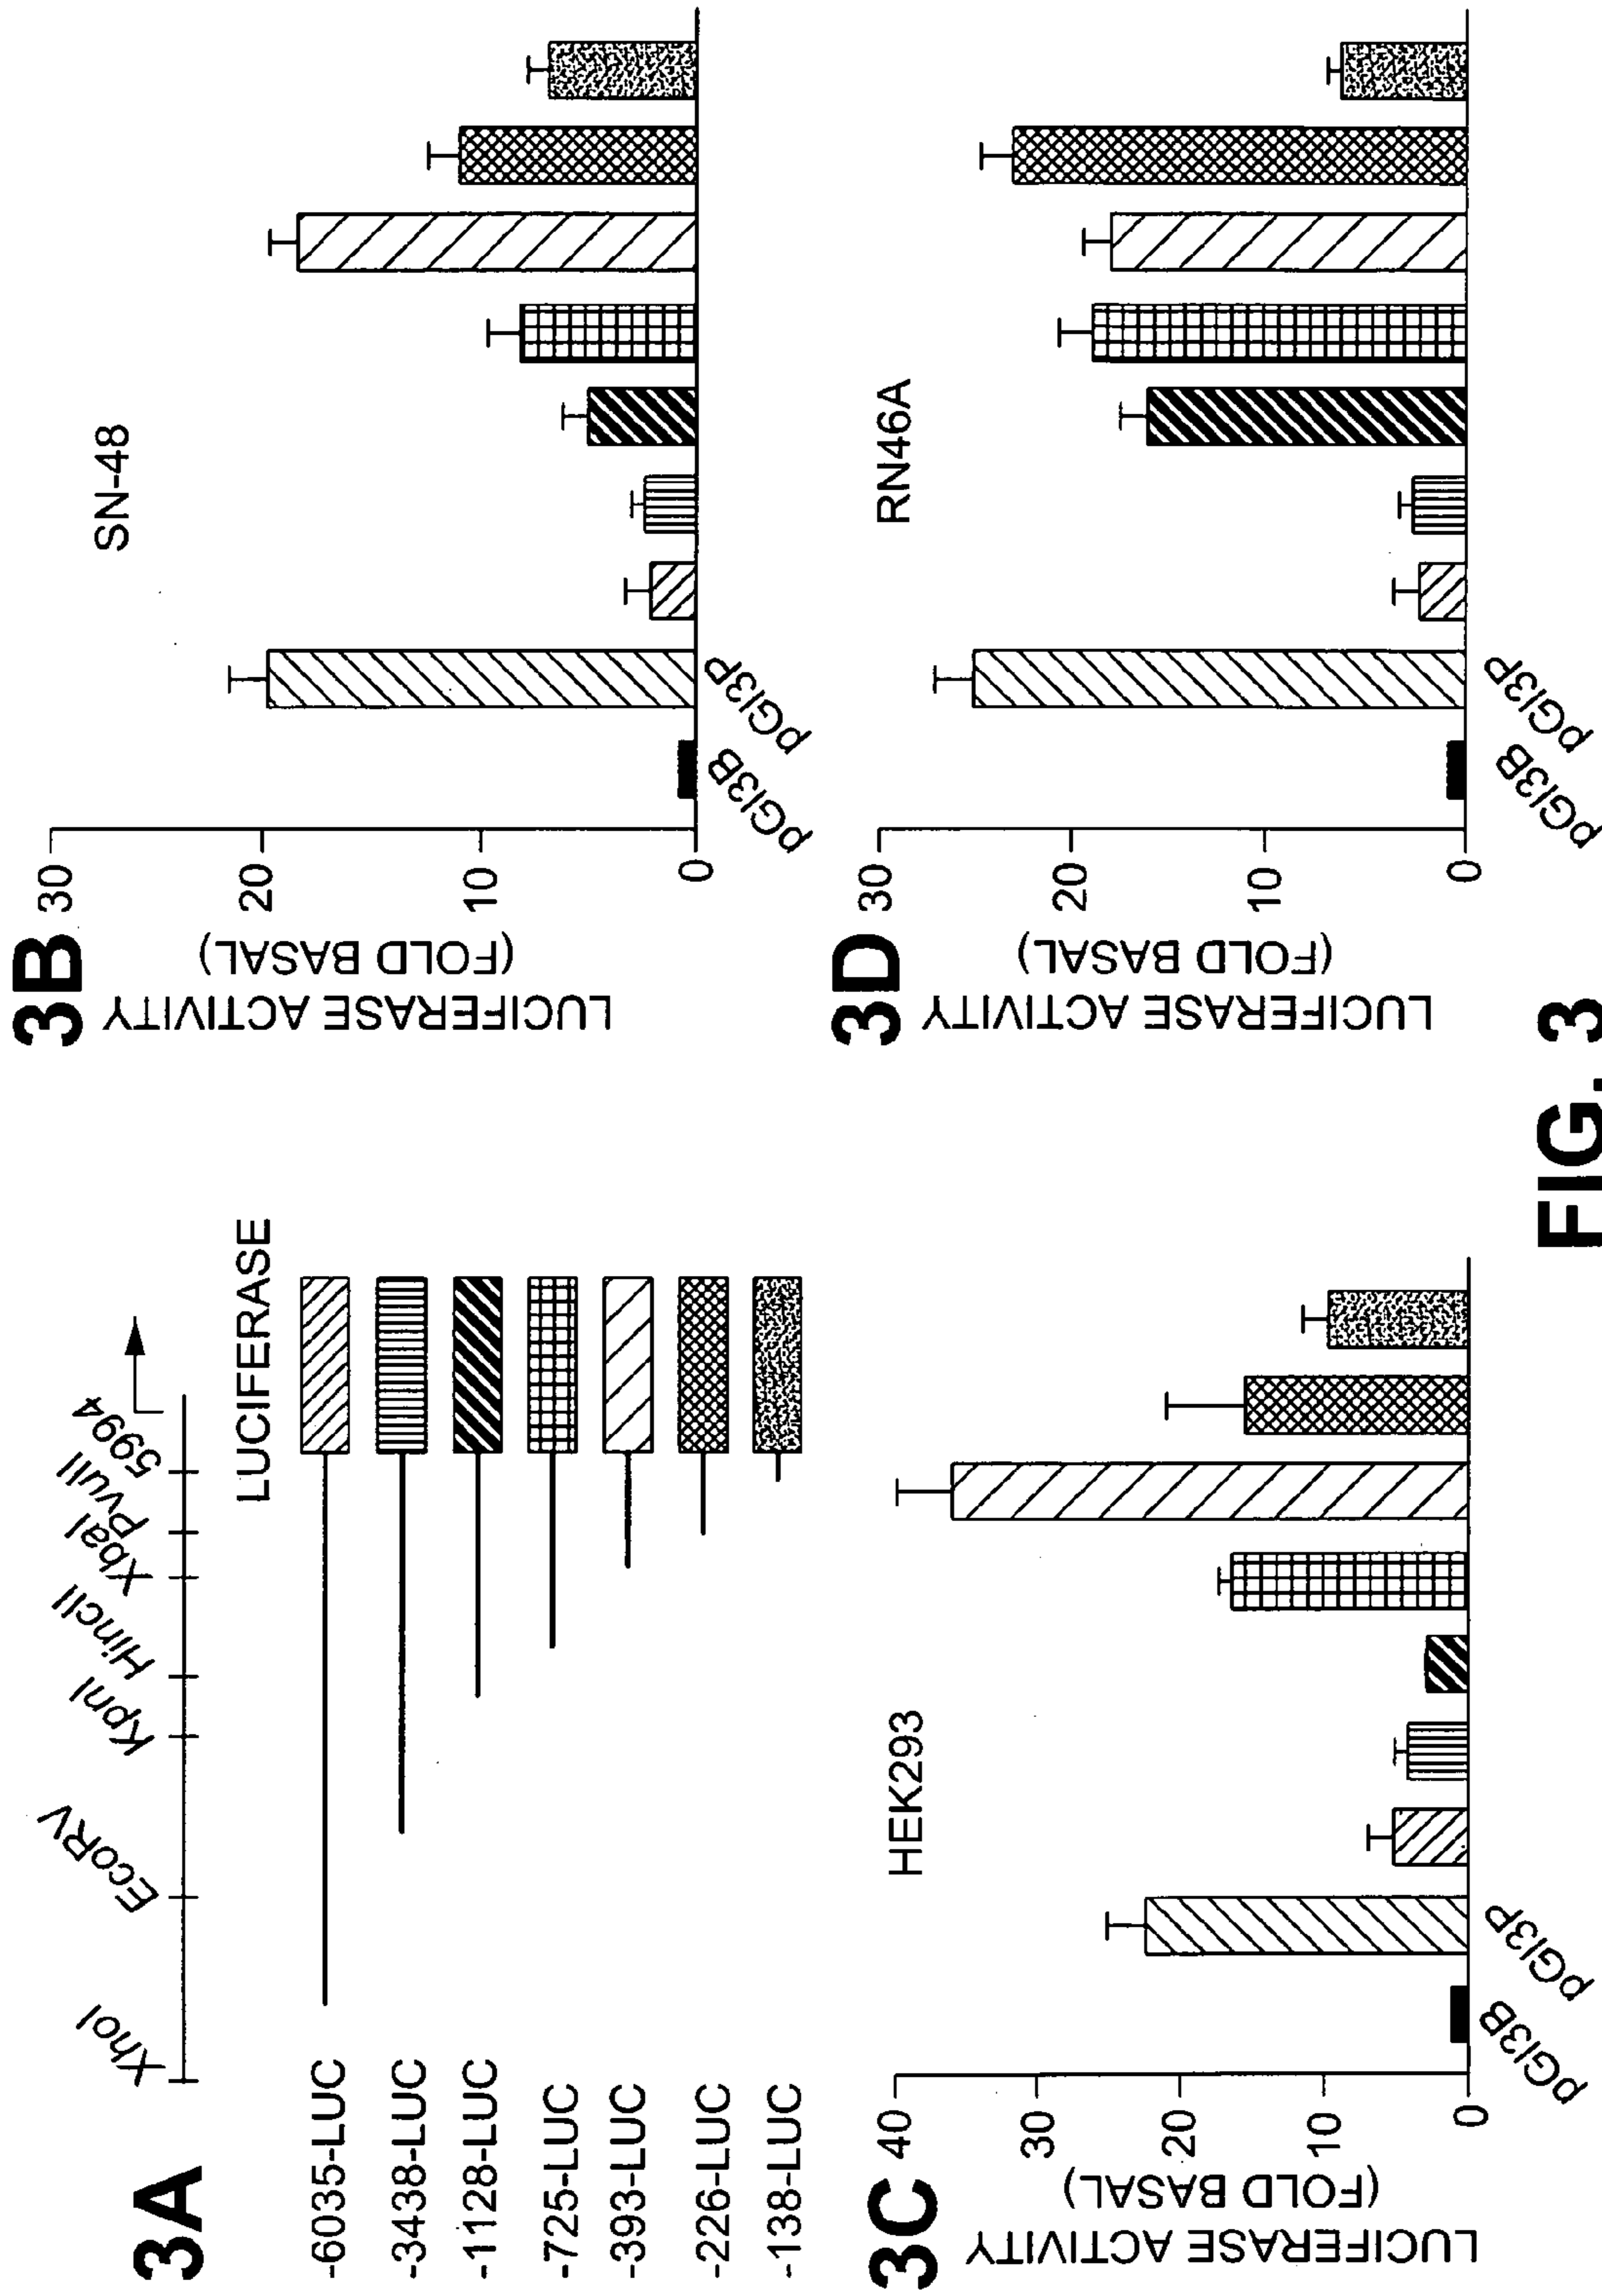 3A
XhoI EcoRV KpnI HincII XbaI PvuII 5994
LUCIFERASE
-6035-LUC
-3438-LUC
-1128-LUC
-725-LUC
-393-LUC
-226-LUC
-138-LUC
3B
SN-48
LUCIFERASE ACTIVITY
(FOLD BASAL)
30
20
10
0
pGl3B pGl3P
3C
HEK293
LUCIFERASE ACTIVITY
(FOLD BASAL)
40
30
20
10
0
pGl3B pGl3P
3D
RN46A
LUCIFERASE ACTIVITY
(FOLD BASAL)
30
20
10
0
pGl3B pGl3P
FIG. 3